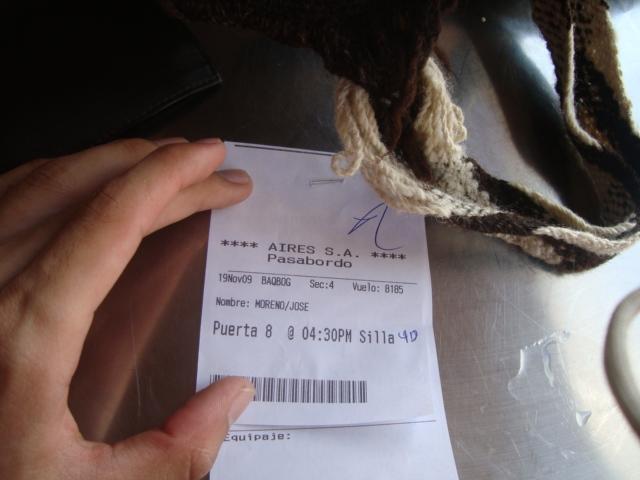 **** AIRES S.A. ****
Pasabordo
19Nov09 BAQBOG Sec:4 Vuelo: 8185
Nombre: MORENO/JOSE
Puerta 8 @ 04:30PM Silla 4D
Equipaje: